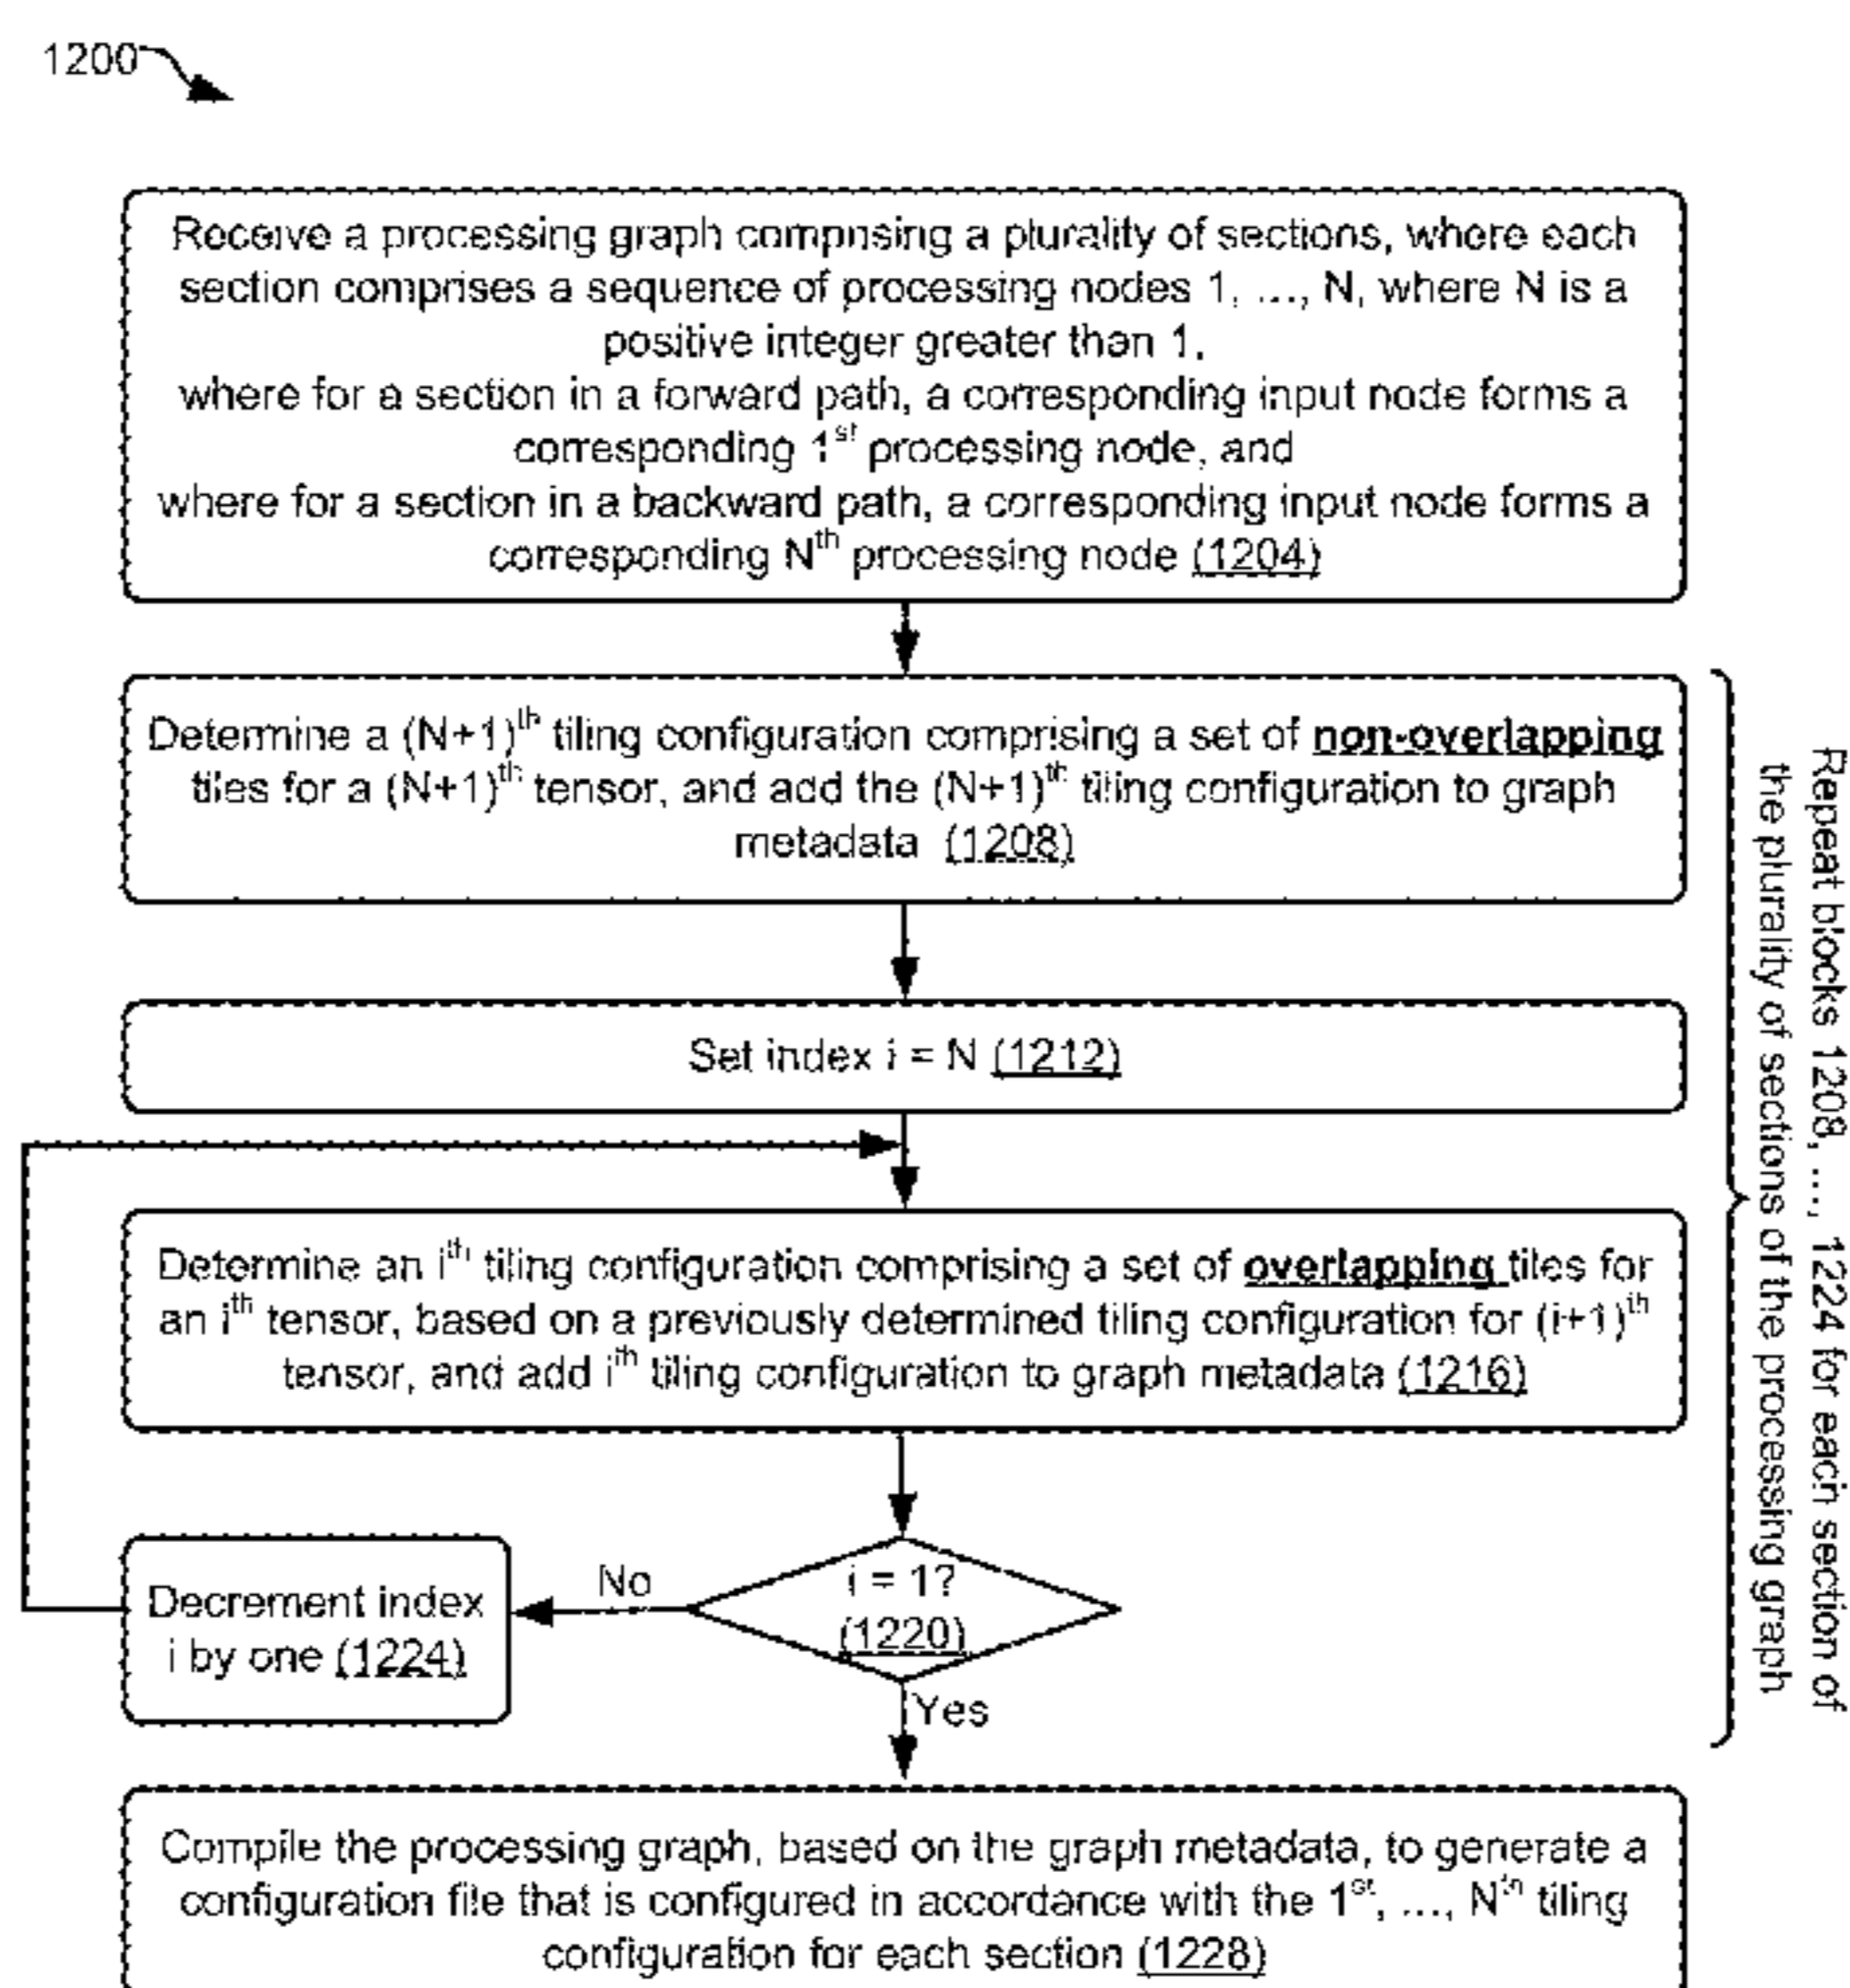 1200
Receive a processing graph comprising a plurality of sections, where each
section comprises a sequence of processing nodes 1, ..., N, where N is a
positive integer greater than 1,
where for a section in a forward path, a corresponding input node forms a
corresponding 1st processing node, and
where for a section in a backward path, a corresponding input node forms a
corresponding Nth processing node (1204)
Determine a (N+1)th tiling configuration comprising a set of non-overlapping
tiles for a (N+1)th tensor, and add the (N+1)th tiling configuration to graph
metadata (1208)
Set index i = N (1212)
Determine an ith tiling configuration comprising a set of overlapping tiles for
an ith tensor, based on a previously determined tiling configuration for (i+1)th
tensor, and add ith tiling configuration to graph metadata (1216)
i = 1?
(1220)
No
Decrement index
i by one (1224)
Yes
Compile the processing graph, based on the graph metadata, to generate a
configuration file that is configured in accordance with the 1st, ..., Nth tiling
configuration for each section (1228)
Repeat blocks 1208, ..., 1224 for each section of
the plurality of sections of the processing graph